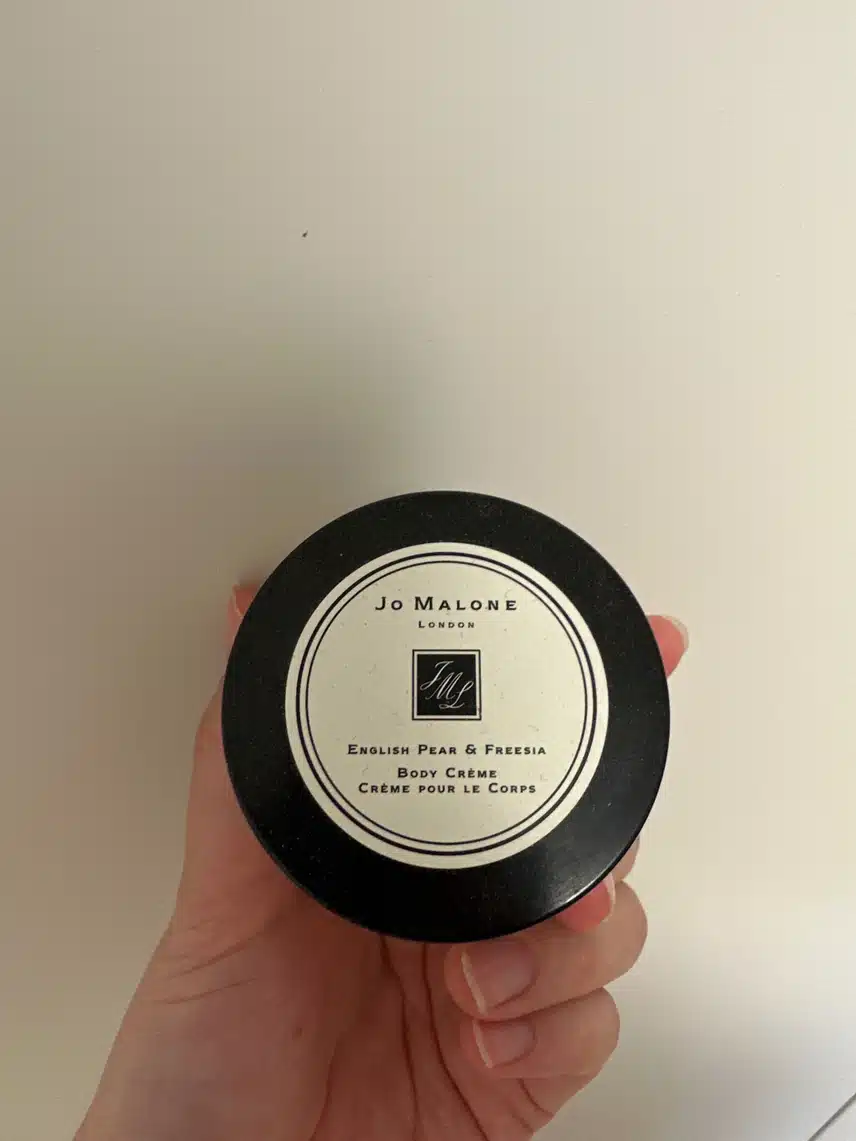 Jo Malone
London
JML
English Pear & Freesia
Body Crème
Crème pour le Corps